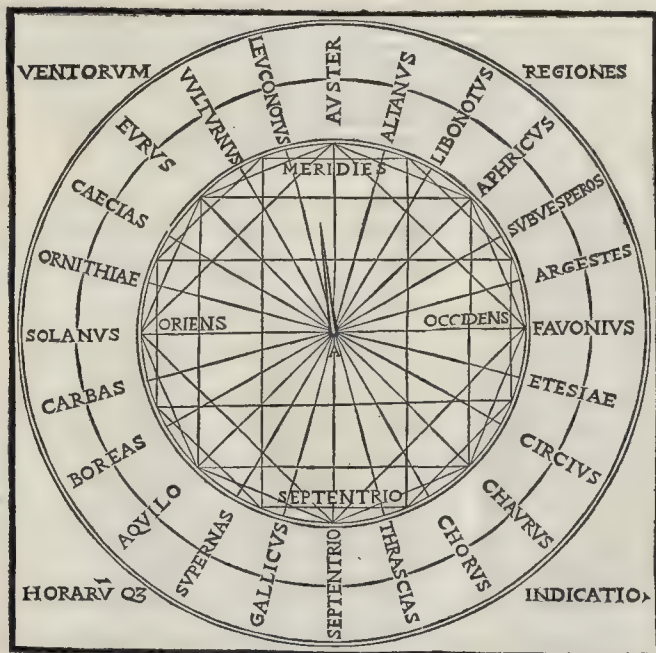 VENTORVM
REGIONES
AVSTER
ALTANVS
LIBONOTVS
APHRICVS
SVBVESPEROS
ARGESTES
FAVONIVS
ETESIAE
CIRCIVS
CHAVRVS
CHORVS
THRASCIAS
SEPTENTRIO
GALLICVS
SVPERNAS
AQVILO
BOREAS
CARBAS
SOLANVS
ORNITHIAE
CAECIAS
EVRVS
VVLTVRNVS
LEVCONOTVS
MERIDIES
ORIENS
OCCIDENS
A
SEPTENTRIO
HORARV̄ QꝪ
INDICATIO